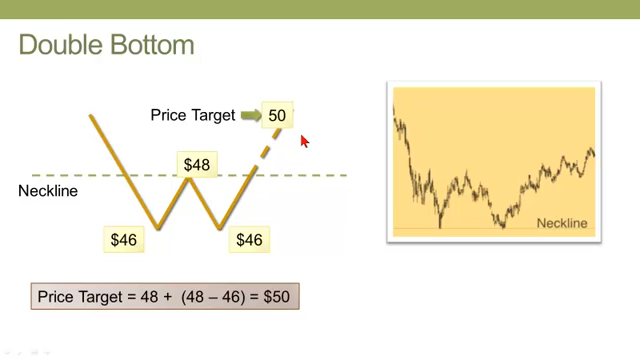 Double Bottom
Price Target
50
$48
Neckline
$46
$46
Neckline
Price Target = 48 + (48 – 46) = $50